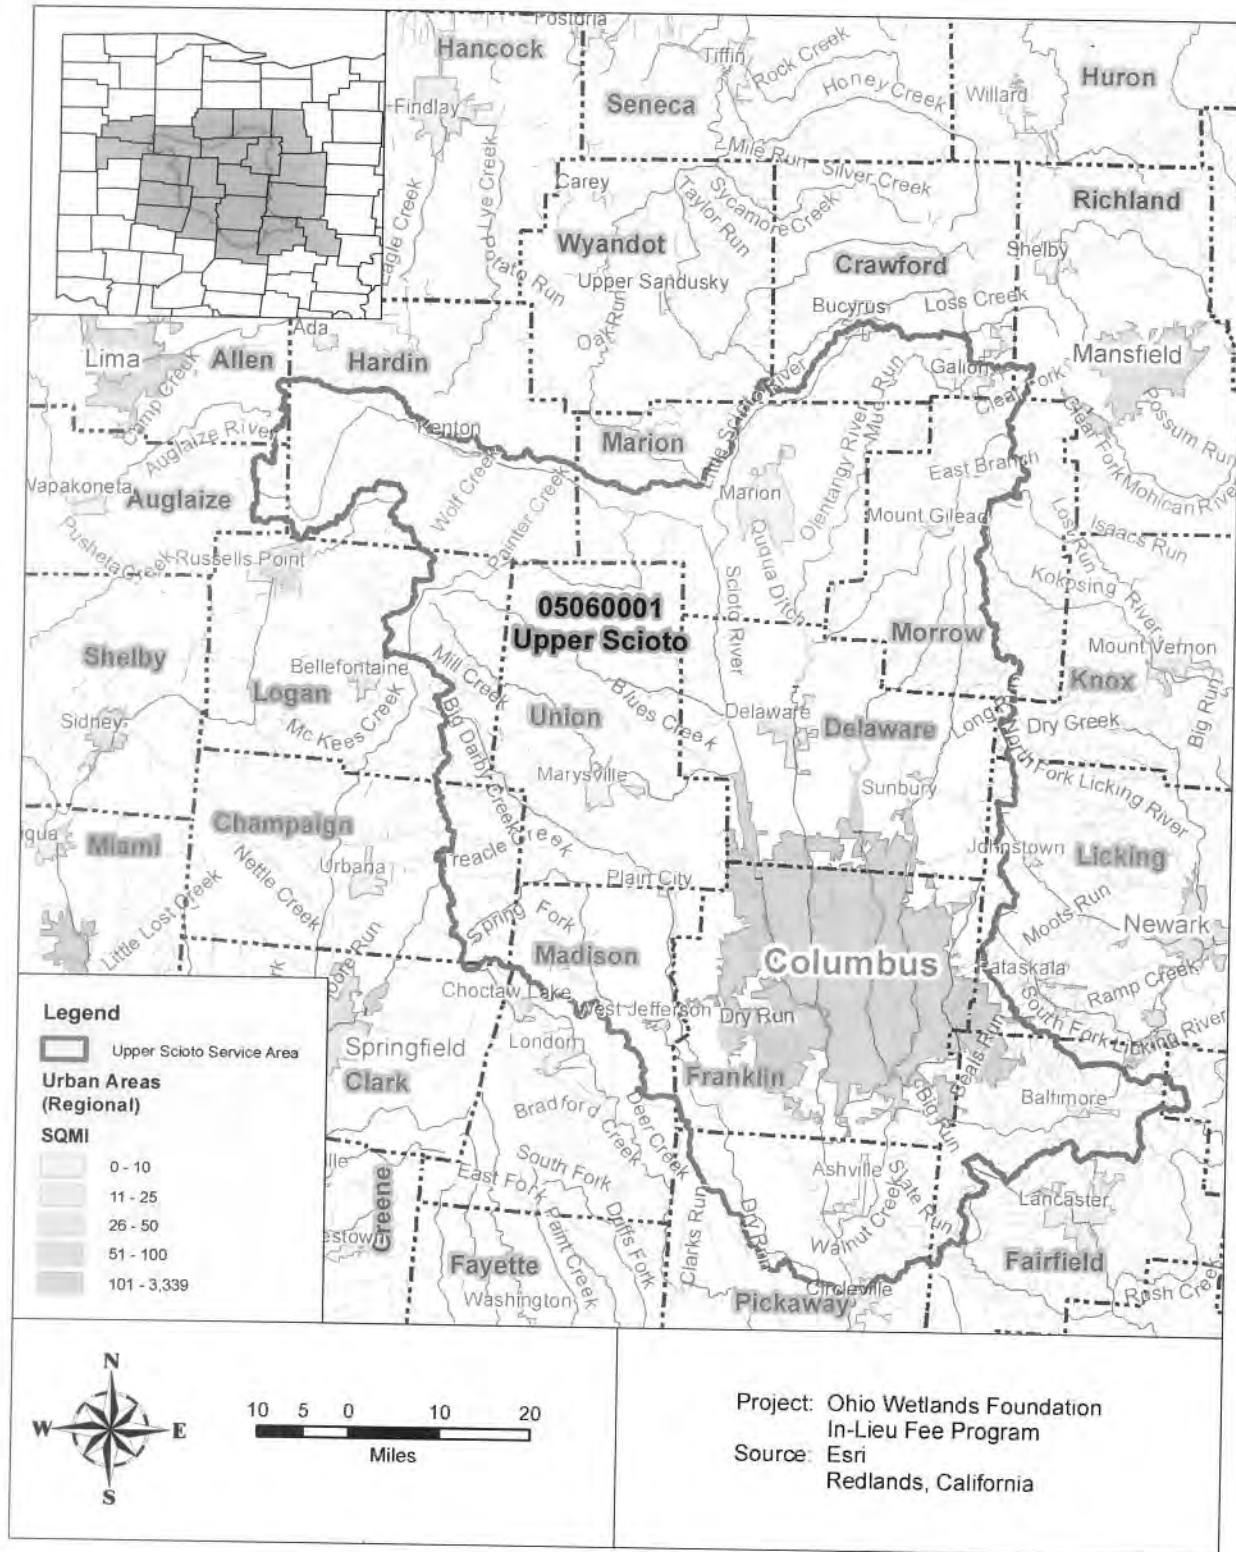 Postoria
Hancock
Tiffin
Rock Creek
Huron
Findlay
Seneca
Honey Creek
Willard
Eagle Creek
Lye Creek
Mile Run
Silver Creek
Carey
Sycamore Creek
Taylor Run
Richland
Wyandot
Shelby
Potato Run
Upper Sandusky
Crawford
Oak Run
Bucyrus
Loss Creek
Ada
Lima
Allen
Hardin
Camp Creek
Little Scioto River
Mud Run
Galion
Mansfield
Clear Fork
Possum Run
Kenton
Marion
Auglaize River
Olentangy River
East Branch
Clear Fork Mohican River
Wapakoneta
Auglaize
Wolf Creek
Painter Creek
Marion
Mount Gilead
Lost Run
Isaacs Run
Pusheta Creek
Russells Point
Ququa Ditch
Scioto River
Kokosing River
05060001
Upper Scioto
Shelby
Morrow
Mount Vernon
Bellefontaine
Mill Creek
Knox
Logan
Blues Creek
Big Run
Sidney
Mc Kees Creek
Big Darby Creek
Union
Delaware
Delaware
Long
Dry Greek
Marysville
North Fork Licking River
Sunbury
Champaign
Miami
qua
Treacle Creek
Johnstown
Licking
Nettle Creek
Urbana
Plain City
Little Lost Creek
Spring Fork
Moots Run
Newark
Madison
Columbus
Moore Run
Pataskala
Ramp Creek
Choctaw Lake
West Jefferson
Dry Run
South Fork Licking River
London
Beals Run
Springfield
Clark
Franklin
Baltimore
Bradford Creek
Deer Creek
Big Run
Ashville
South Fork
East Fork
Slate Run
Lancaster
Greene
estow
Paint Creek
Driffs Fork
Clarks Run
Dry Run
Walnut Creek
Fayette
Fairfield
Washington
Circleville
Pickaway
Rush Creek
Legend
Upper Scioto Service Area
Urban Areas
(Regional)
SQMI
0 - 10
11 - 25
26 - 50
51 - 100
101 - 3,339
N
W E
S
10 5 0 10 20
Miles
Project: Ohio Wetlands Foundation
In-Lieu Fee Program
Source: Esri
Redlands, California